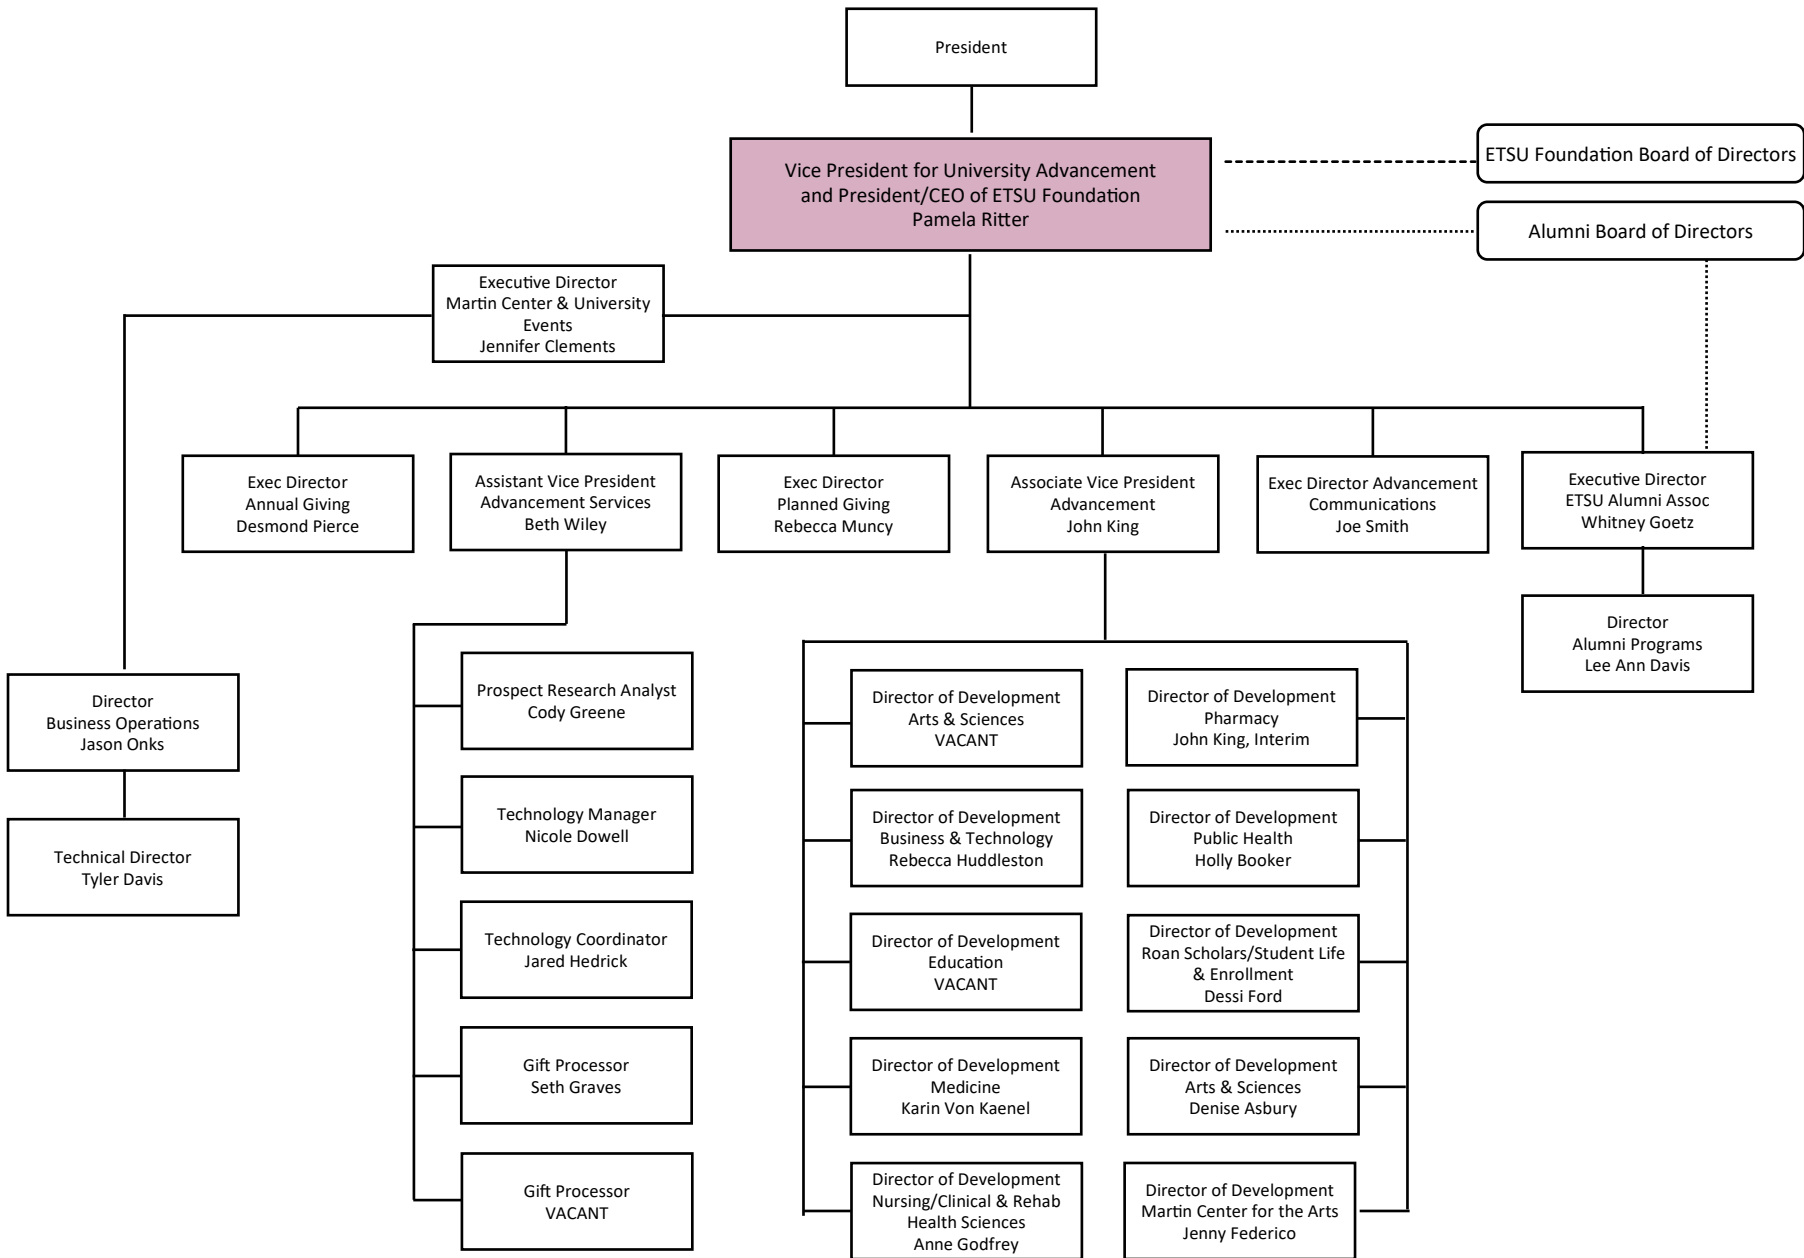 President
Vice President for University Advancement
and President/CEO of ETSU Foundation
Pamela Ritter
ETSU Foundation Board of Directors
Alumni Board of Directors
Executive Director
Martin Center & University
Events
Jennifer Clements
Exec Director
Annual Giving
Desmond Pierce
Assistant Vice President
Advancement Services
Beth Wiley
Exec Director
Planned Giving
Rebecca Muncy
Associate Vice President
Advancement
John King
Exec Director Advancement
Communications
Joe Smith
Executive Director
ETSU Alumni Assoc
Whitney Goetz
Director
Alumni Programs
Lee Ann Davis
Director
Business Operations
Jason Onks
Technical Director
Tyler Davis
Prospect Research Analyst
Cody Greene
Technology Manager
Nicole Dowell
Technology Coordinator
Jared Hedrick
Gift Processor
Seth Graves
Gift Processor
VACANT
Director of Development
Arts & Sciences
VACANT
Director of Development
Business & Technology
Rebecca Huddleston
Director of Development
Education
VACANT
Director of Development
Medicine
Karin Von Kaenel
Director of Development
Nursing/Clinical & Rehab
Health Sciences
Anne Godfrey
Director of Development
Pharmacy
John King, Interim
Director of Development
Public Health
Holly Booker
Director of Development
Roan Scholars/Student Life
& Enrollment
Dessi Ford
Director of Development
Arts & Sciences
Denise Asbury
Director of Development
Martin Center for the Arts
Jenny Federico